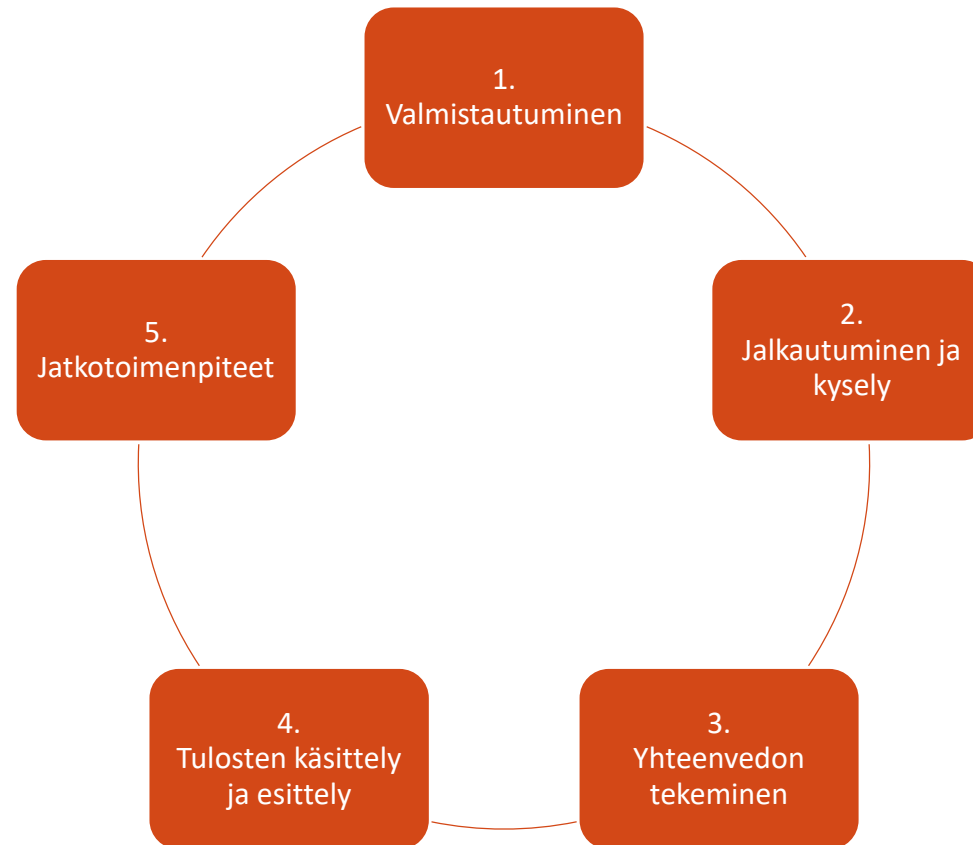 1.
Valmistautuminen
2.
Jalkautuminen ja
kysely
3.
Yhteenvedon
tekeminen
4.
Tulosten käsittely
ja esittely
5.
Jatkotoimenpiteet